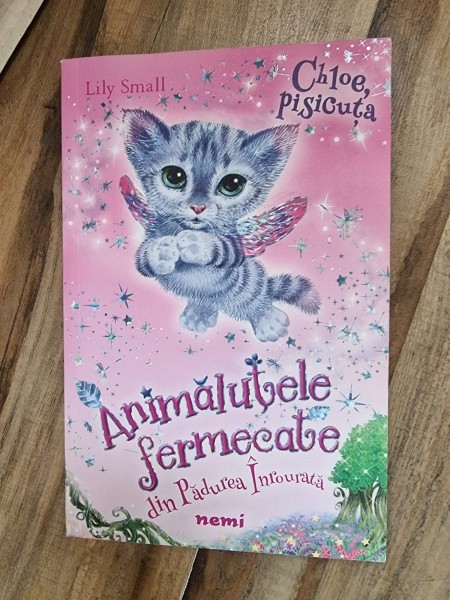 Lily Small
Chloe,
pisicuța
Animăluțele
fermecate
din Pădurea Înrourată
nemi